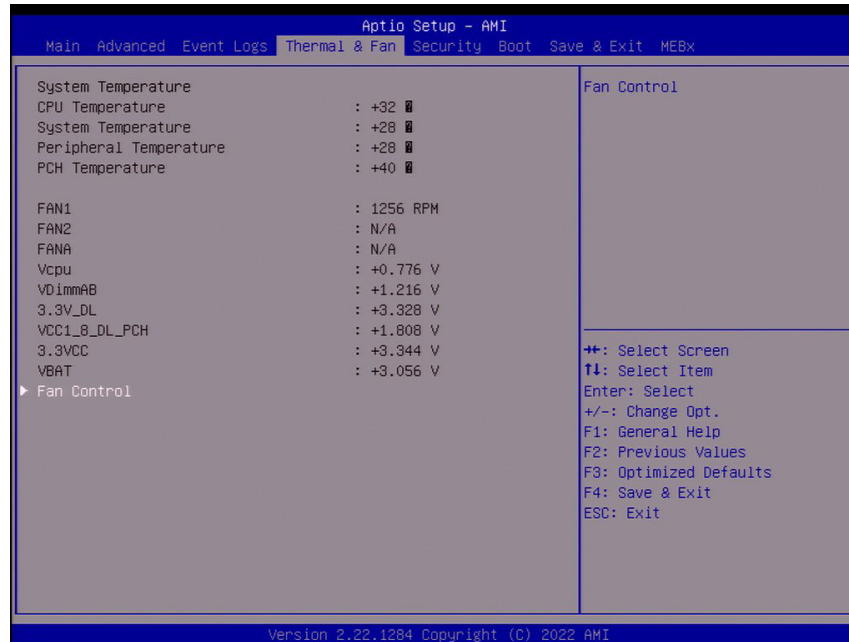 Aptio Setup - AMI
Main Advanced Event Logs Thermal & Fan Security Boot Save & Exit MEBx
System Temperature
CPU Temperature : +32
System Temperature : +28
Peripheral Temperature : +28
PCH Temperature : +40
FAN1 : 1256 RPM
FAN2 : N/A
FANA : N/A
Vcpu : +0.776 V
VDimmAB : +1.216 V
3.3V_DL : +3.328 V
VCC1_8_DL_PCH : +1.808 V
3.3VCC : +3.344 V
VBAT : +3.056 V
▶ Fan Control
Fan Control
→←: Select Screen
↑↓: Select Item
Enter: Select
+/-: Change Opt.
F1: General Help
F2: Previous Values
F3: Optimized Defaults
F4: Save & Exit
ESC: Exit
Version 2.22.1284 Copyright (C) 2022 AMI